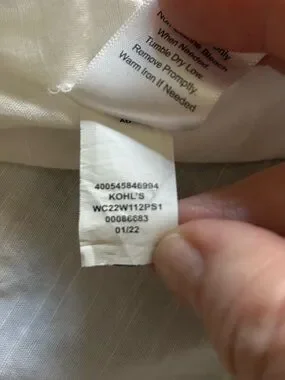 When Needed
Tumble Dry Low
Remove Promptly.
Warm Iron If Needed
400545846994
KOHL'S
WC22W112PS1
00086683
01/22